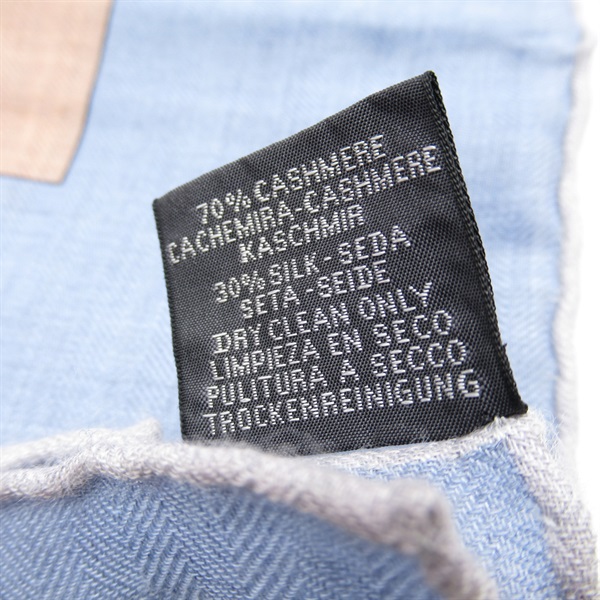 70% CASHMERE
CACHEMIRA-CASHMERE
KASCHMIR
30% SILK-SEDA
SETA-SEIDE
DRY CLEAN ONLY
LIMPIEZA EN SECO
PULITURA A SECCO
TROCKENREINIGUNG